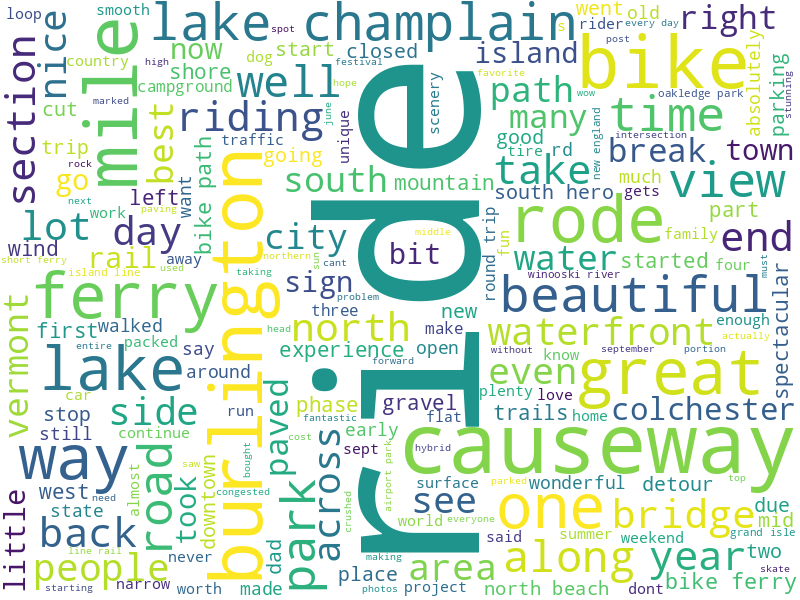 loop
smooth
lake champlain
spot
every day
went
old
right
section
nice
mile
country
now
start
closed
rider
s
post
bike
absolutely
parking
high
dog
festival
island
favorite
wow
oakledge park
stunning
shore
well
hope
campground
cut
best
riding
june
unique
scenery
path
many
time
good
tire
rd
new england
intersection
break
town
marked
trip
rock
next
go
left
want
traffic
going
bike path
south
mountain
take
south hero
much
gets
view
part
lot
work
paving
day
city
middle
bit
round trip
fun
rode
family
end
wind
rail
away
short ferry
island line
used
northern
sun
cant
taking
sign
problem
three
water
started
four
must
winooski river
beautiful
spectacular
ferry
burlington
ride
vermont
first
walked
packed
entire
head
north
new
make
experience
open
forward
waterfront
enough
actually
without
september
portion
know
even
great
lake
say
around
car
stop
still
side
continue
run
phase
fantastic
gravel
flat
plenty
love
trails
home
colchester
way
road
took
downtown
saw
bought
paved
cost
early
sept
hybrid
causeway
top
west
state
need
almost
congested
park
across
crushed
airport park
surface
world
everyone
see
wonderful
detour
due
mid
parked
one
bridge
little
back
line rail
never
said
summer
weekend
grand isle
people
narrow
worth
made
dad
place
making
photos
project
area
along
year
two
skate
starting
north beach
dont
bike ferry